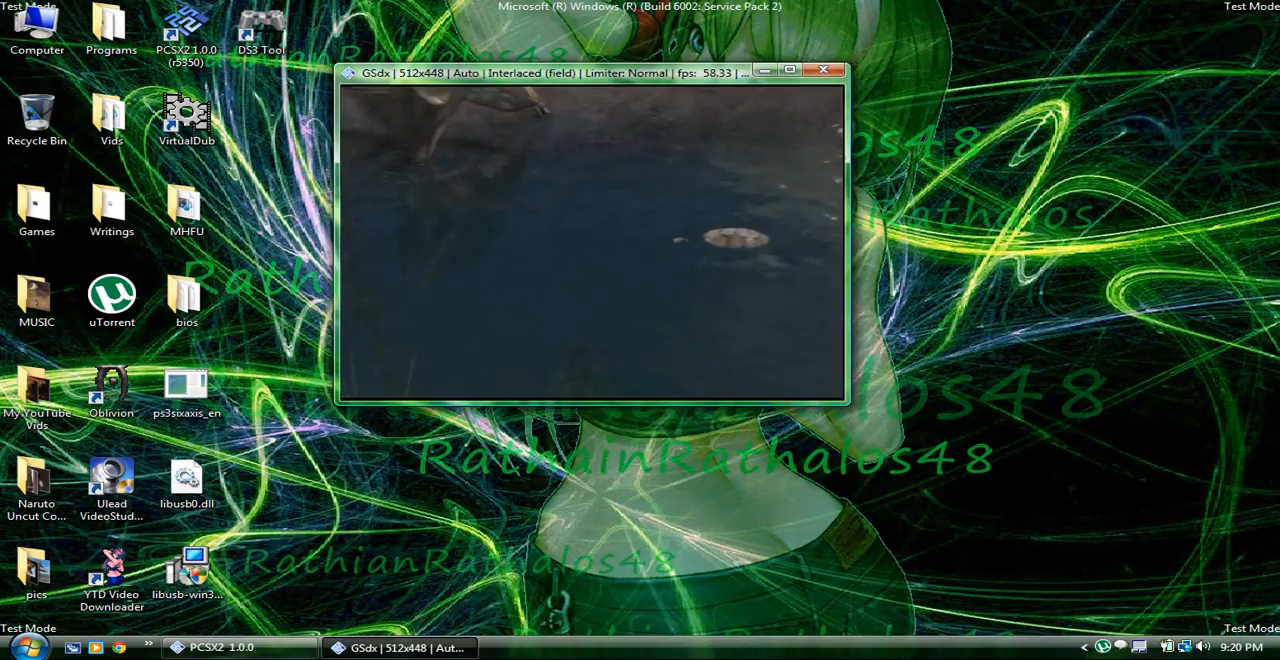 Test Mode
Microsoft (R) Windows (R) (Build 6002: Service Pack 2)
Test Mode
Computer
Programs
PCSX2 1.0.0
(r5350)
DS3 Tool
GSdx | 512x448 | Auto | Interlaced (field) | Limiter: Normal | fps: 58.33 | ...
Recycle Bin
Vids
VirtualDub
Games
Writings
MHFU
Rathalos
MUSIC
uTorrent
bios
My YouTube
Vids
Oblivion
ps3sixaxis_en
RathainRathalos48
Naruto
Uncut Co...
Ulead
VideoStud...
libusb0.dll
RathianRathalos48
pics
YTD Video
Downloader
libusb-win3...
Test Mode
Test Mode
PCSX2 1.0.0
GSdx | 512x448 | Aut...
9:20 PM